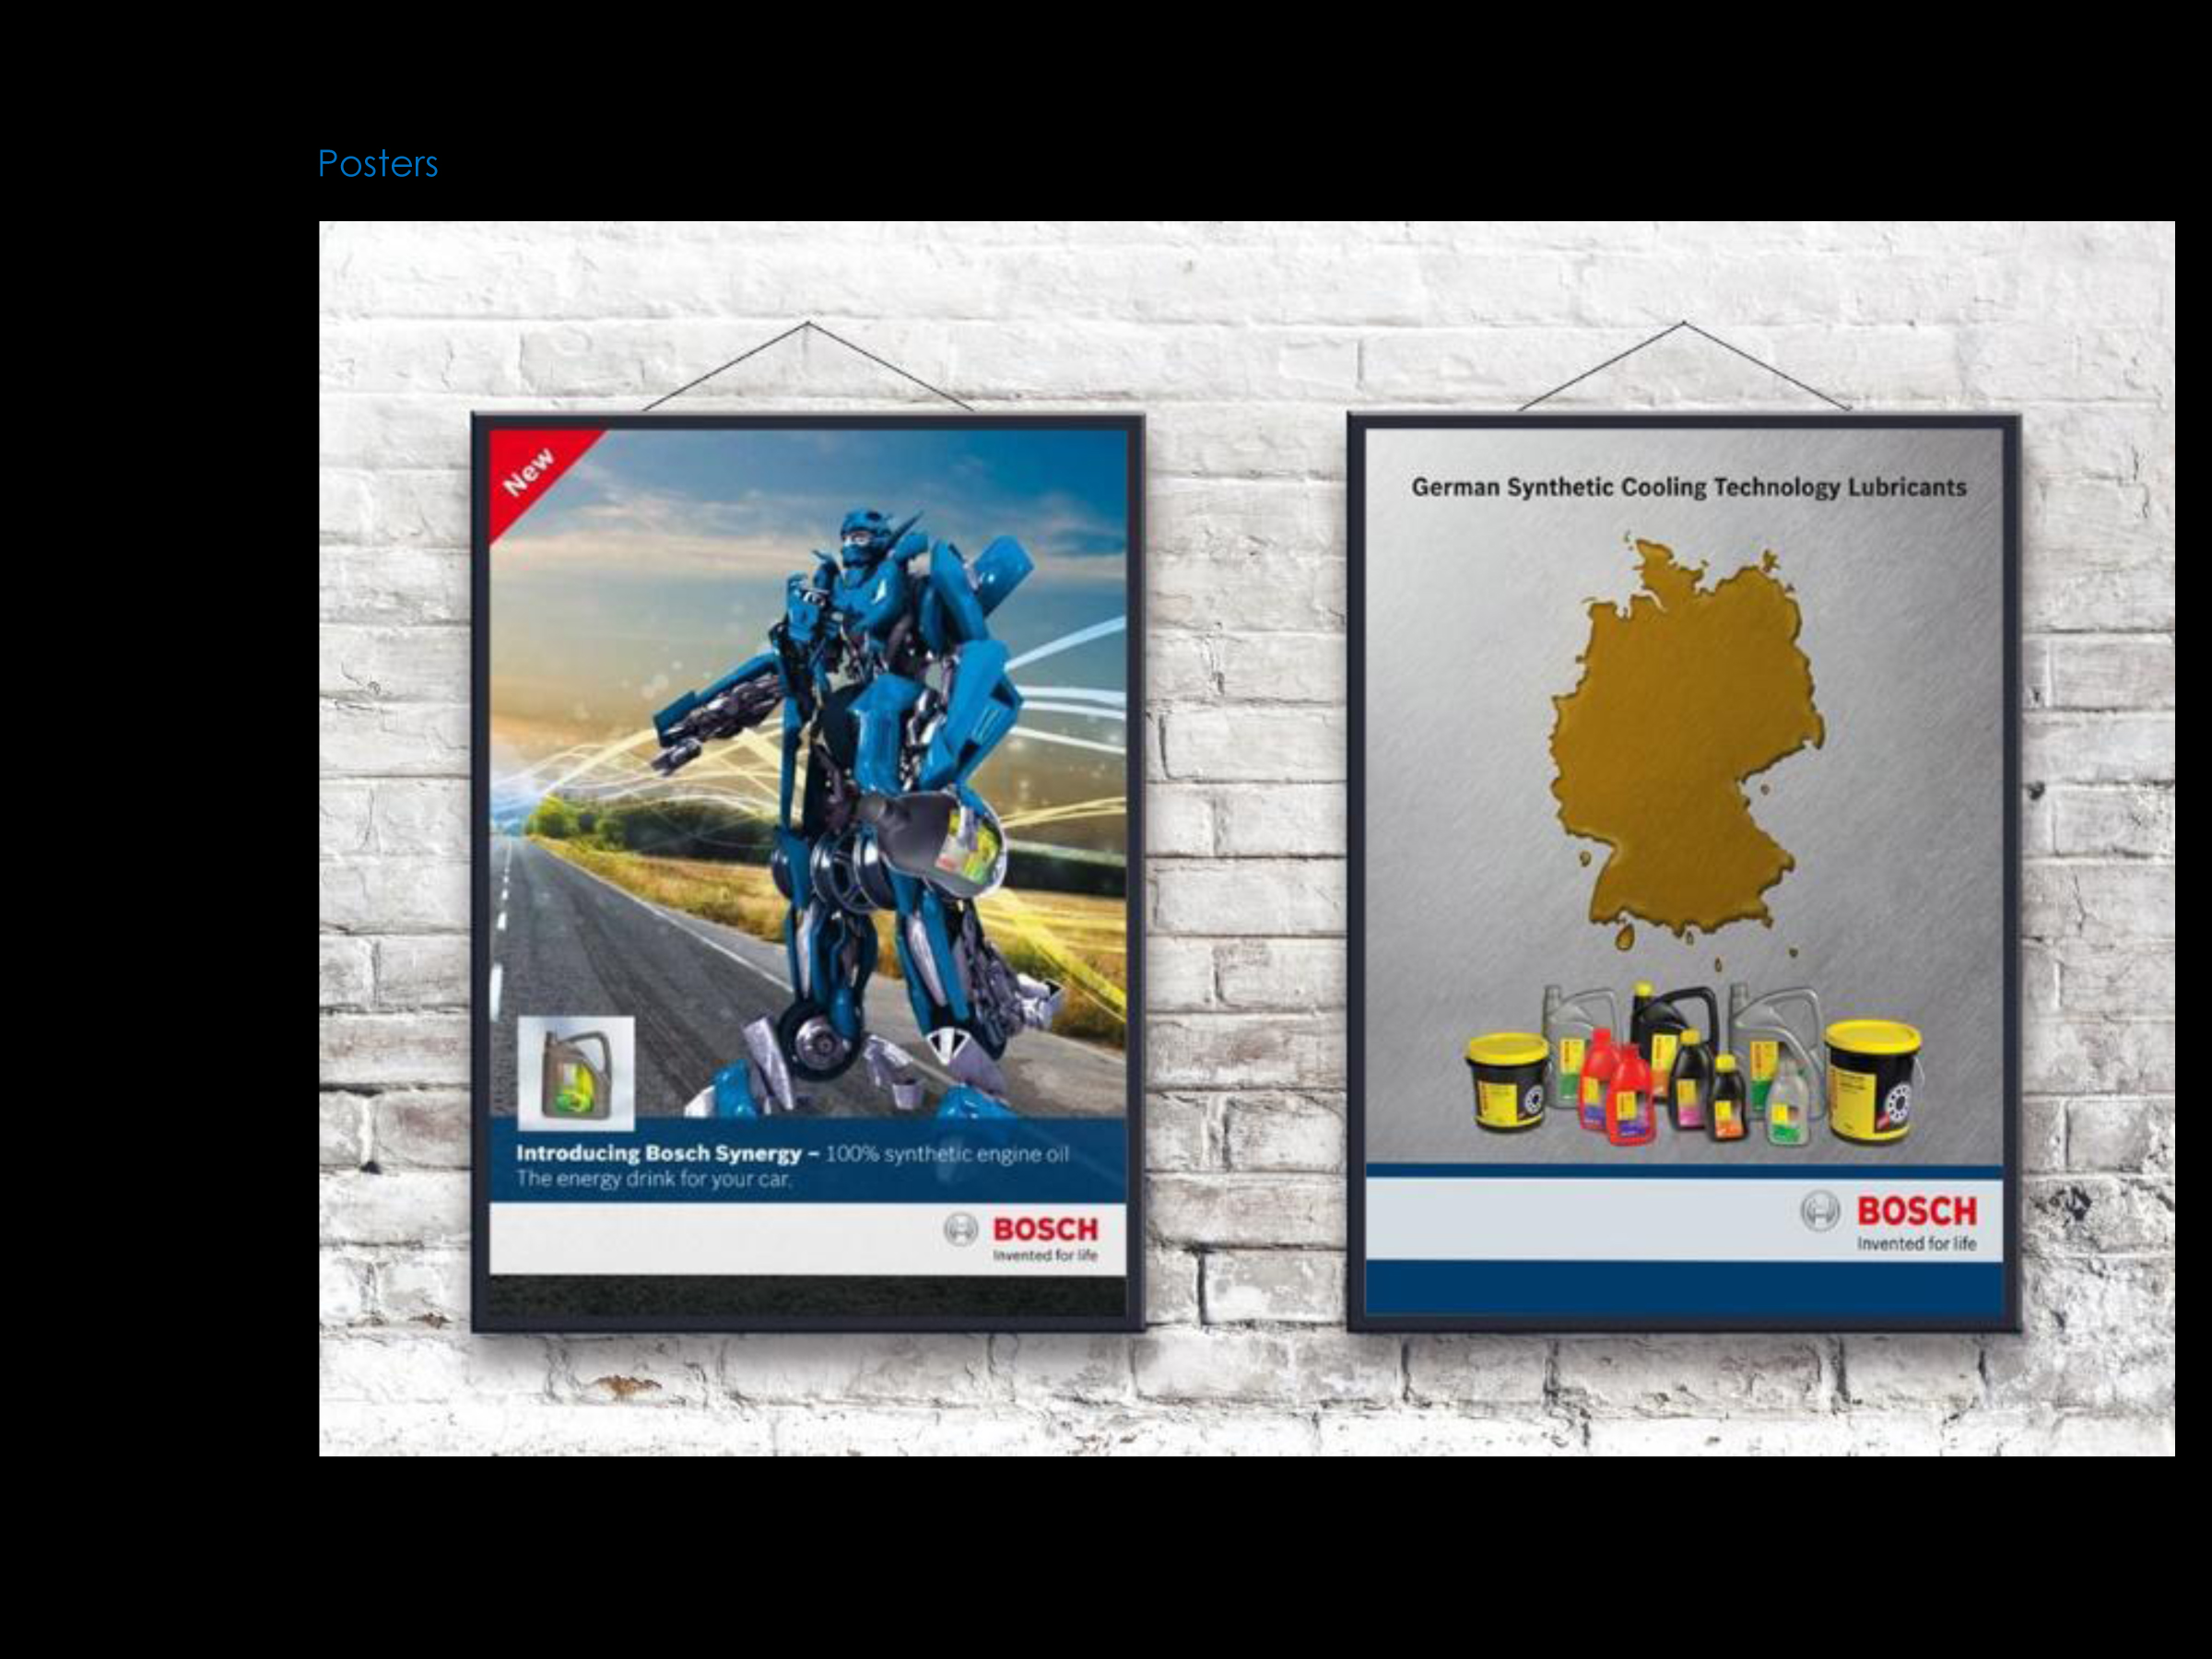 Posters
New
Introducing Bosch Synergy – 100% synthetic engine oil
The energy drink for your car.
BOSCH
Invented for life
German Synthetic Cooling Technology Lubricants
BOSCH
Invented for life